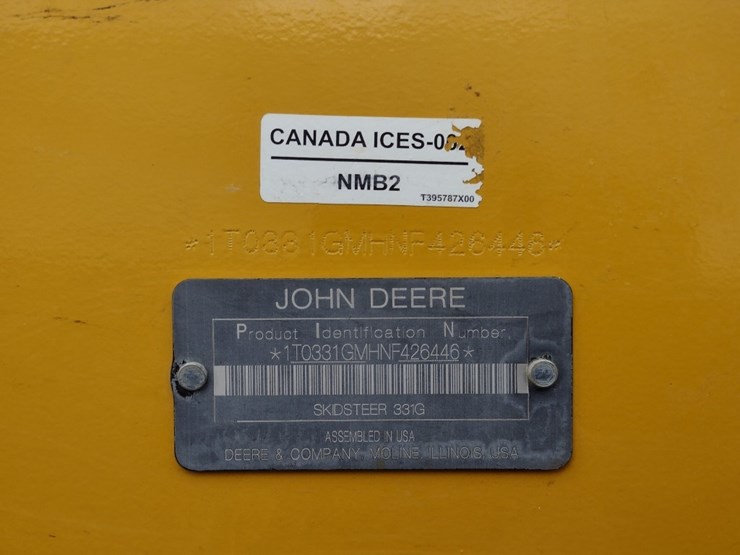 CANADA ICES-002
NMB2
T395787X00
*1T0331GMHNF426446*
JOHN DEERE
Product Identification Number
*1T0331GMHNF426446*
SKIDSTEER 331G
ASSEMBLED IN USA
DEERE & COMPANY MOLINE ILLINOIS USA